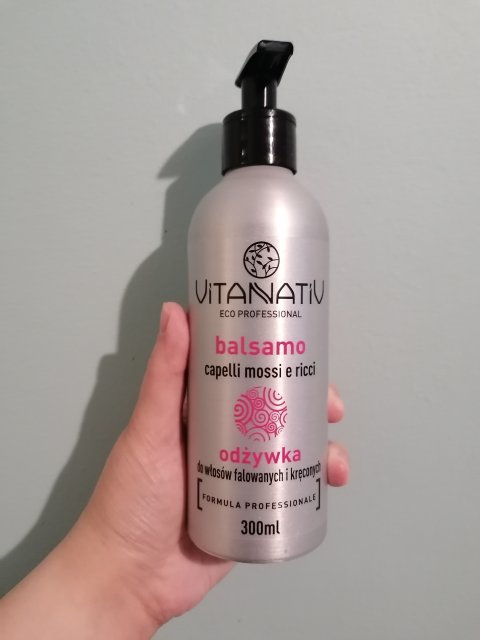 ViTANATiV
ECO PROFESSIONAL
balsamo
capelli mossi e ricci
odżywka
do włosów falowanych i kręconych
[FORMULA PROFESSIONALE]
300ml